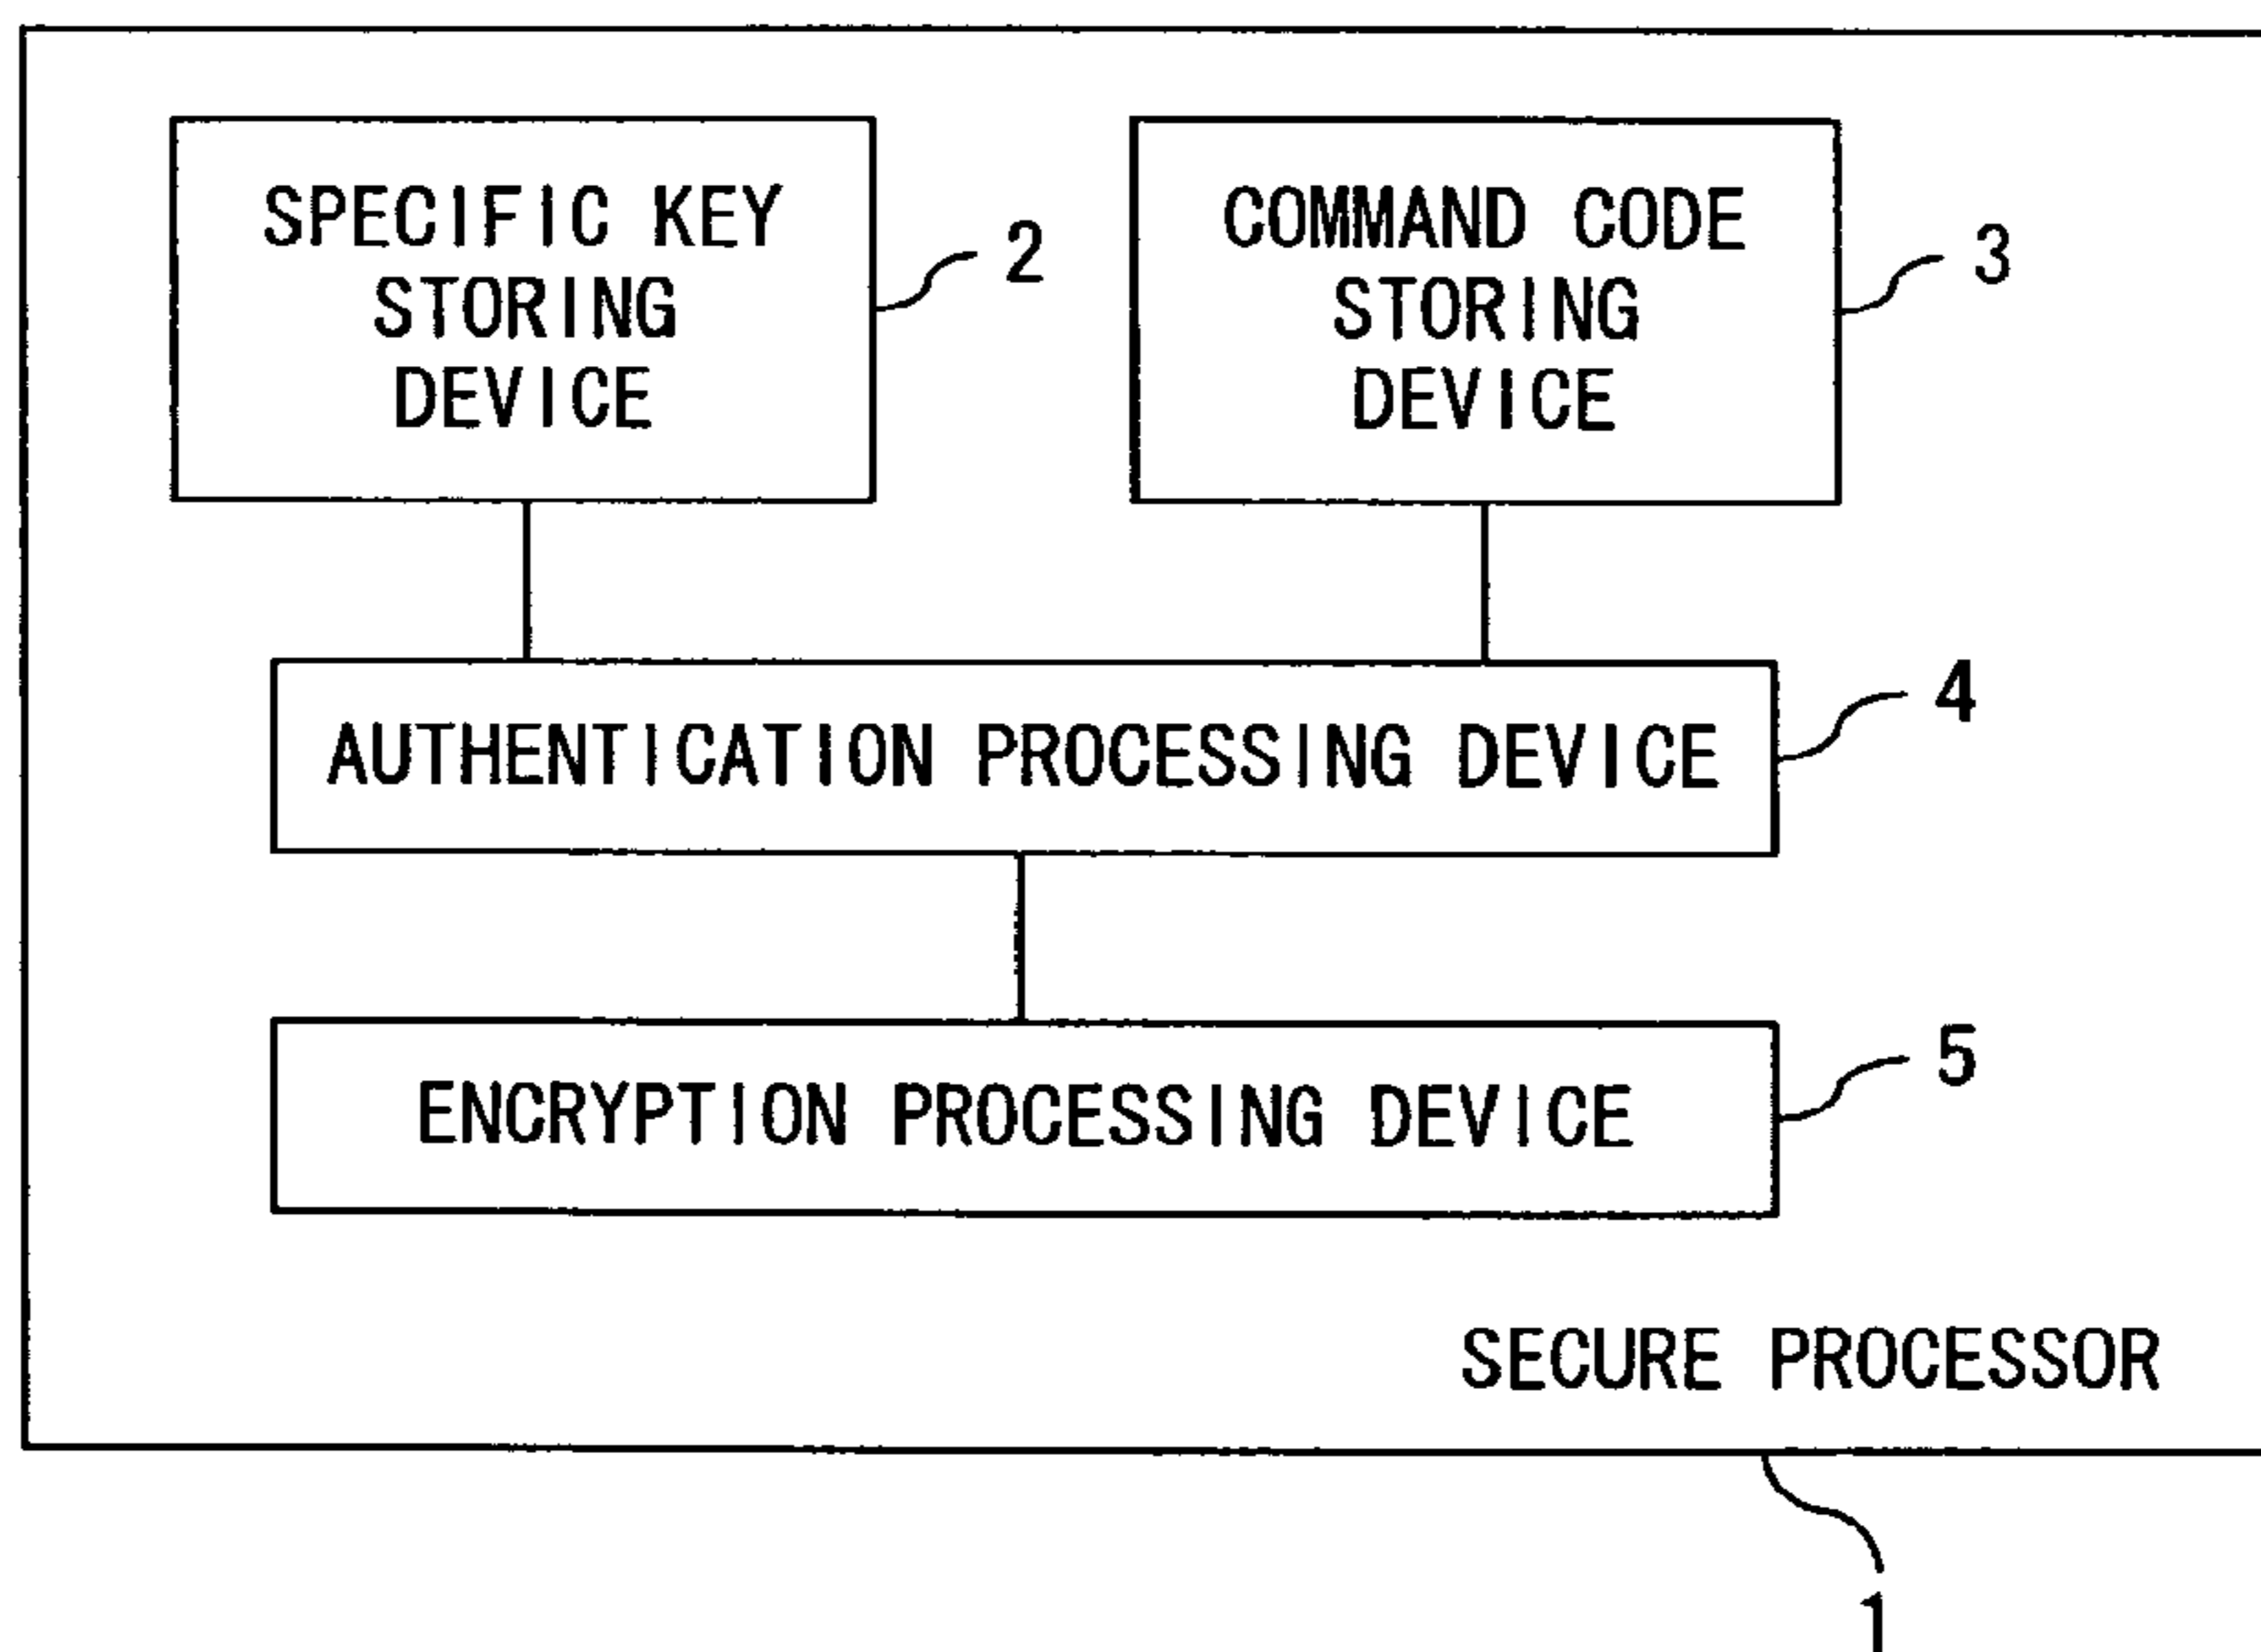 SPECIFIC KEY
STORING
DEVICE
2
COMMAND CODE
STORING
DEVICE
3
AUTHENTICATION PROCESSING DEVICE
4
ENCRYPTION PROCESSING DEVICE
5
SECURE PROCESSOR
1